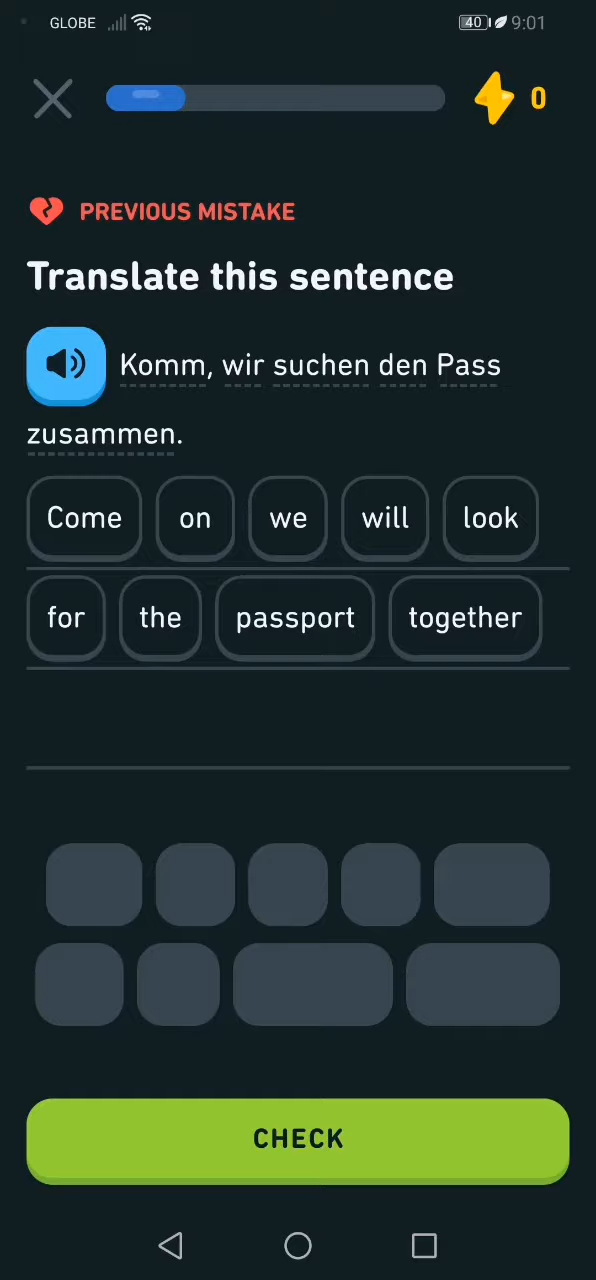 GLOBE 40 9:01
0
PREVIOUS MISTAKE
Translate this sentence
Komm, wir suchen den Pass
zusammen.
Come on we will look
for the passport together
CHECK